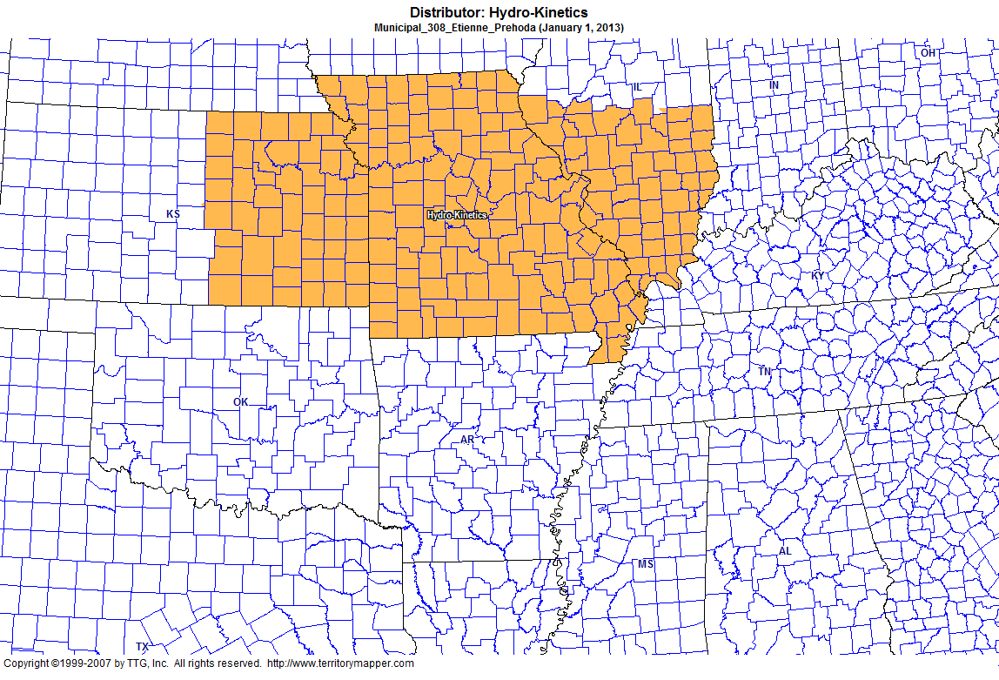 Distributor: Hydro-Kinetics
Municipal_308_Etienne_Prehoda (January 1, 2013)
OH
IN
IL
KS
Hydro-Kinetics
KY
TN
OK
AR
AL
MS
TX
Copyright ©1999-2007 by TTG, Inc. All rights reserved. http://www.territorymapper.com